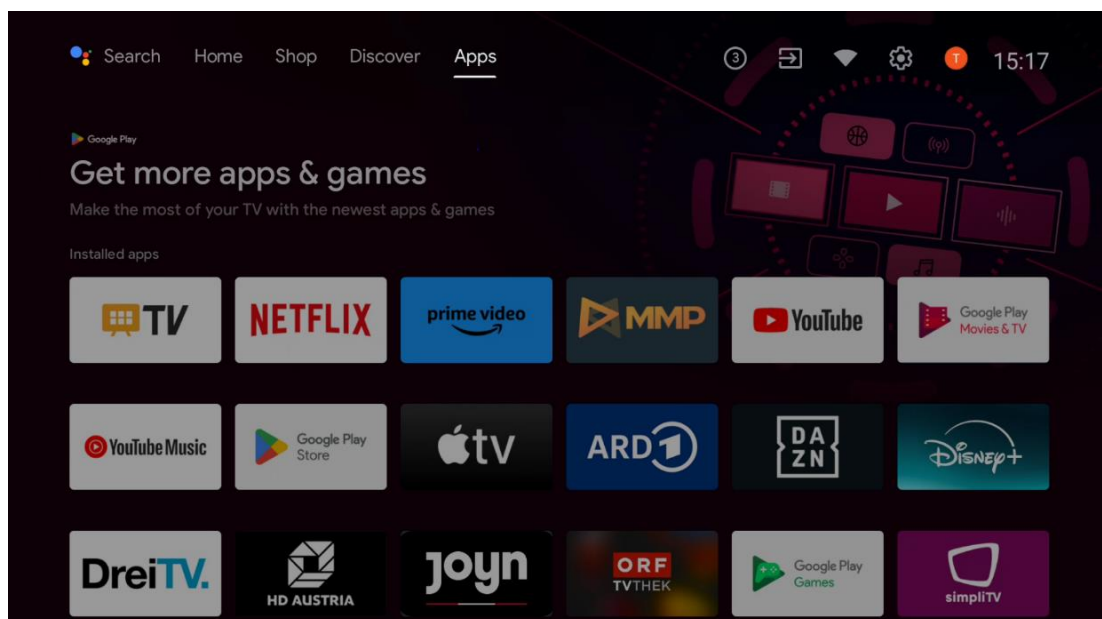 Search Home Shop Discover Apps 3 T 15:17
Google Play
Get more apps & games
Make the most of your TV with the newest apps & games
Installed apps
TV NETFLIX prime video MMP YouTube Google Play Movies & TV
YouTube Music Google Play Store tv ARD 1 DAZN Disney+
DreiTV. HD AUSTRIA joyn ORF TVTHEK Google Play Games simpliTV